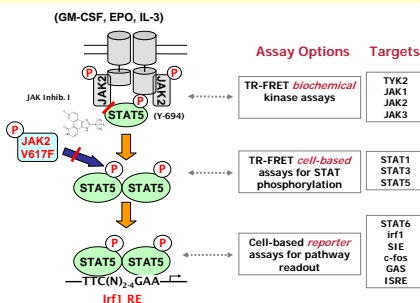 (GM-CSF, EPO, IL-3)
Assay Options Targets
P
P
JAK2
JAK2
P
JAK Inhib. I
STAT5
(Y-694)
TR-FRET biochemical
kinase assays
TYK2
JAK1
JAK2
JAK3
P
JAK2
V617F
P
P
STAT5 STAT5
TR-FRET cell-based
assays for STAT
phosphorylation
STAT1
STAT3
STAT5
P
P
STAT5 STAT5
TTC(N)2-4GAA
Irf1 RE
Cell-based reporter
assays for pathway
readout
STAT6
irf1
SIE
c-fos
GAS
ISRE